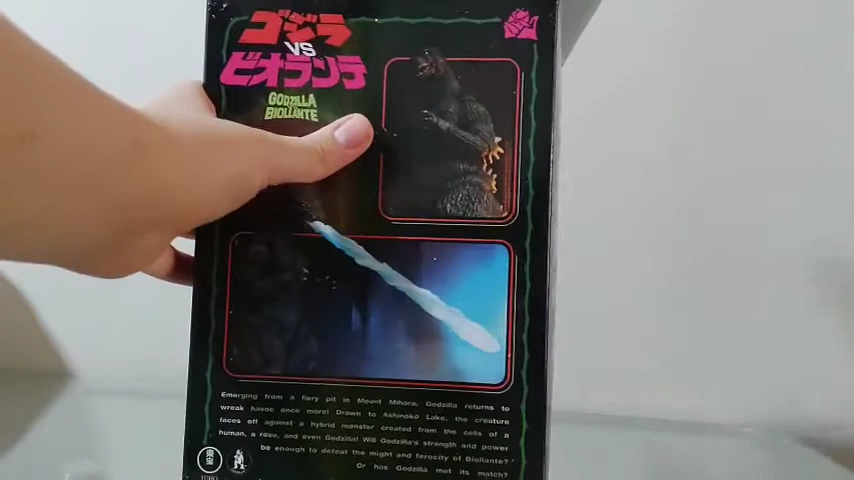 ゴジラ
VS
ビオランテ
GODZILLA
VS
BIOLLANTE
Emerging from a fiery pit in Mount Mihara, Godzilla returns to
wreak havoc once more! Drawn to Ashinoko Lake, the creature
faces off against a hybrid monster created from the cells of a
human, a rose, and even Godzilla! Will Godzilla's strength and power
be enough to defeat the might and ferocity of Biollante?
Or has Godzilla met its match?
TOHO